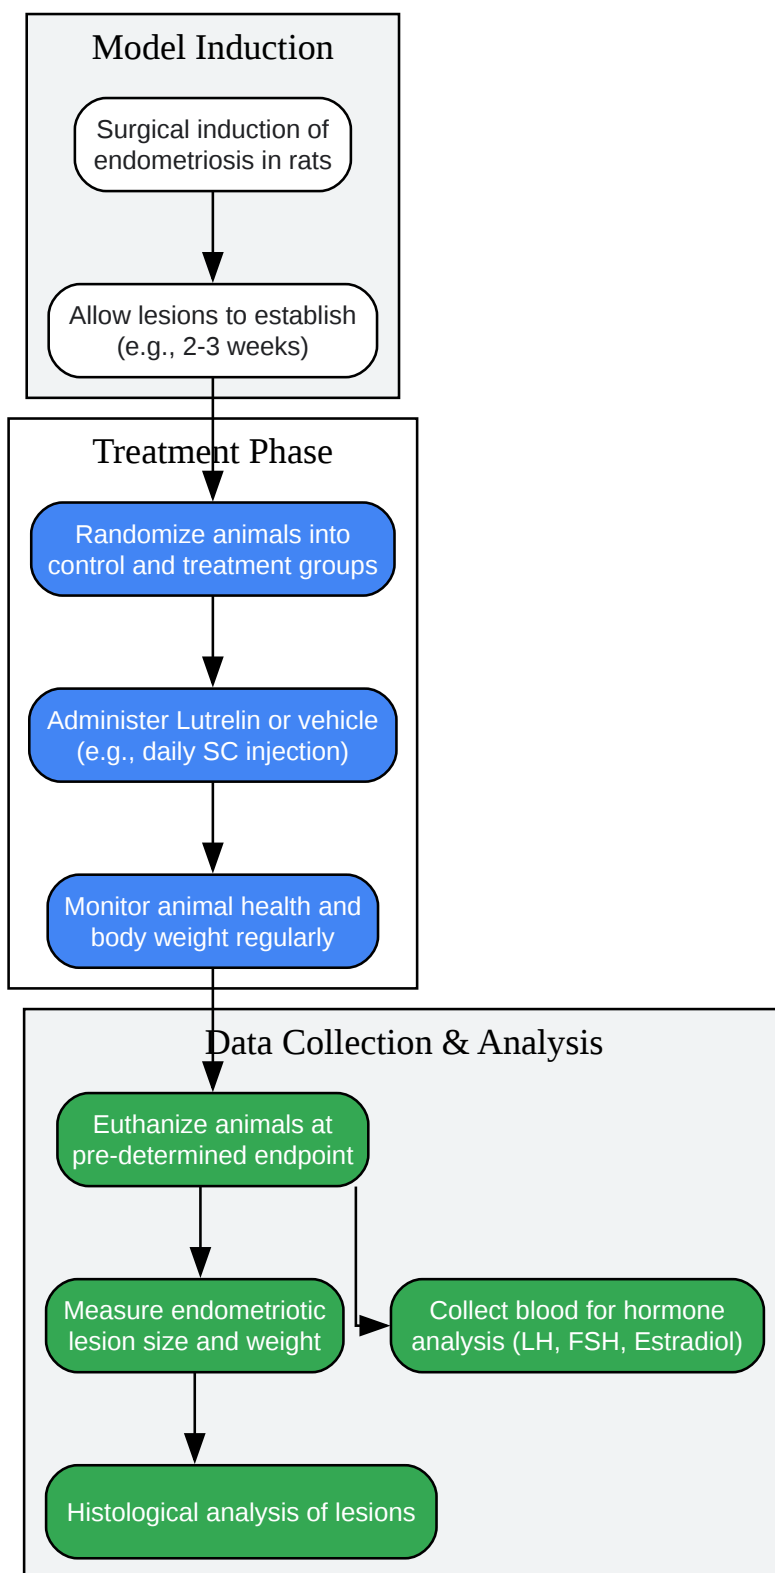 Model Induction
Surgical induction of
endometriosis in rats
Allow lesions to establish
(e.g., 2-3 weeks)
Treatment Phase
Randomize animals into
control and treatment groups
Administer Lutrelin or vehicle
(e.g., daily SC injection)
Monitor animal health and
body weight regularly
Data Collection & Analysis
Euthanize animals at
pre-determined endpoint
Measure endometriotic
lesion size and weight
Collect blood for hormone
analysis (LH, FSH, Estradiol)
Histological analysis of lesions